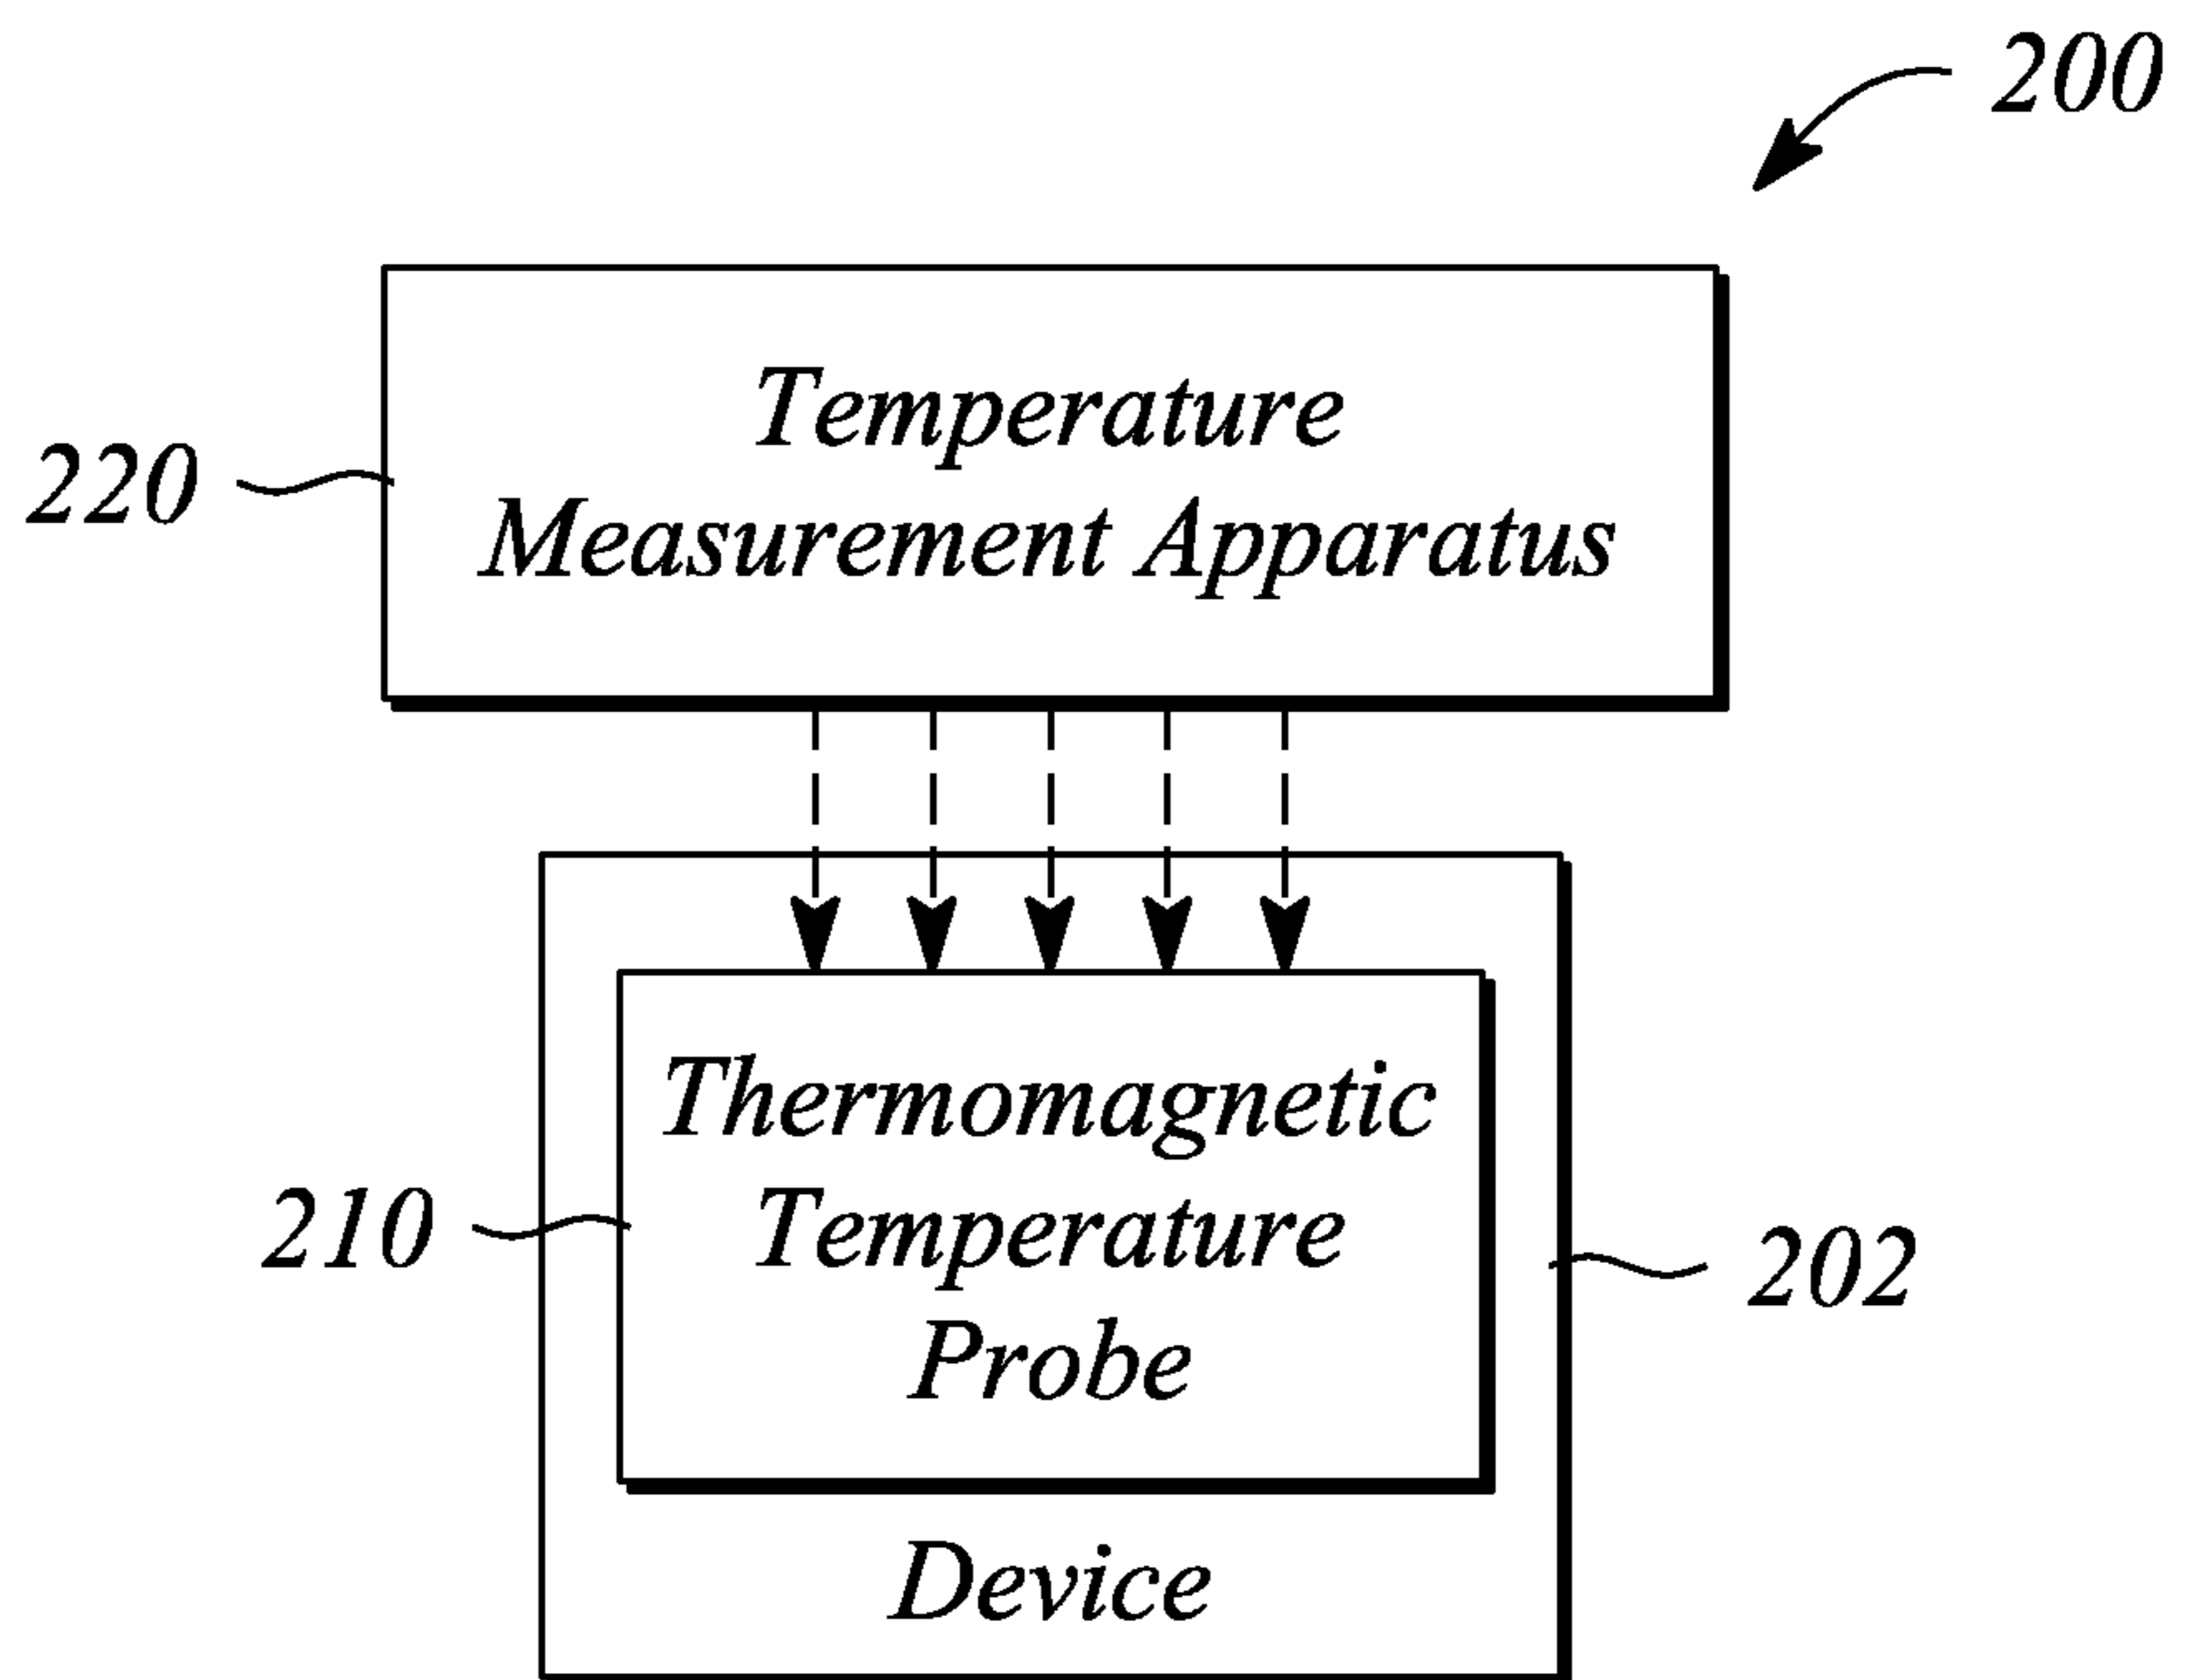 200
Temperature
220
Measurement Apparatus
Thermomagnetic
210
Temperature
202
Probe
Device